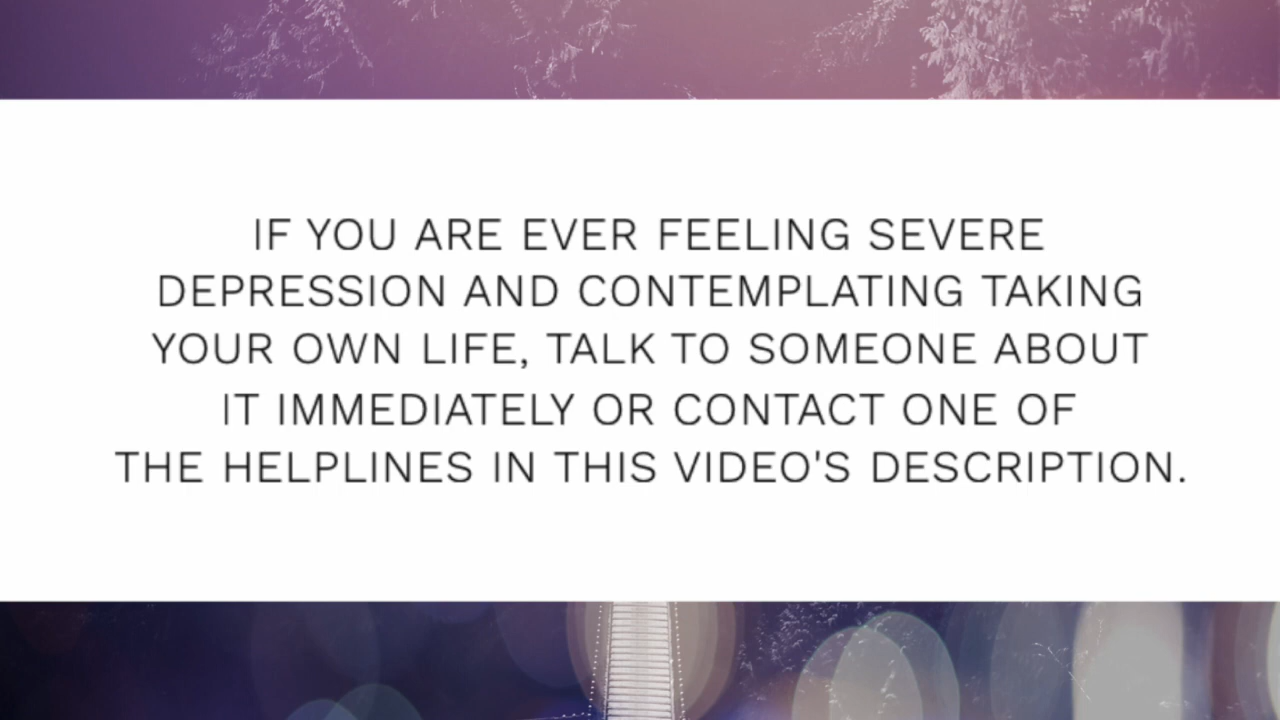 IF YOU ARE EVER FEELING SEVERE
DEPRESSION AND CONTEMPLATING TAKING
YOUR OWN LIFE, TALK TO SOMEONE ABOUT
IT IMMEDIATELY OR CONTACT ONE OF
THE HELPLINES IN THIS VIDEO'S DESCRIPTION.